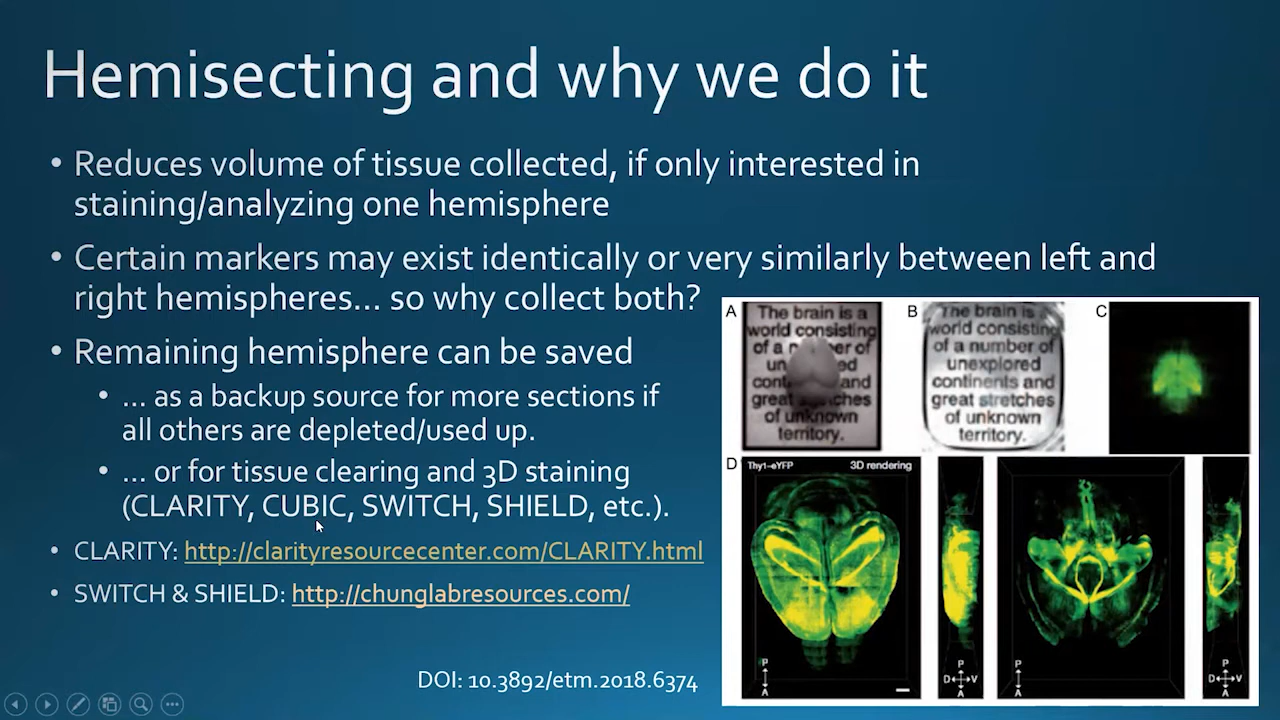 Hemisecting and why we do it
• Reduces volume of tissue collected, if only interested in
staining/analyzing one hemisphere
• Certain markers may exist identically or very similarly between left and
right hemispheres... so why collect both?
• Remaining hemisphere can be saved
• ... as a backup source for more sections if
all others are depleted/used up.
• ... or for tissue clearing and 3D staining
(CLARITY, CUBIC, SWITCH, SHIELD, etc.).
• CLARITY: http://clarityresourcecenter.com/CLARITY.html
• SWITCH & SHIELD: http://chunglabresources.com/
DOI: 10.3892/etm.2018.6374
A
The brain is a
world consisting
of a n er of
un ed
cont and
great ches
of unknown
territory.
B
The brain is a
world consisting
of a number of
unexplored
continents and
great stretches
of unknown
territory.
C
D
Thy1-eYFP 3D rendering
P
A
P
D V
A
P
A
P
D V
A